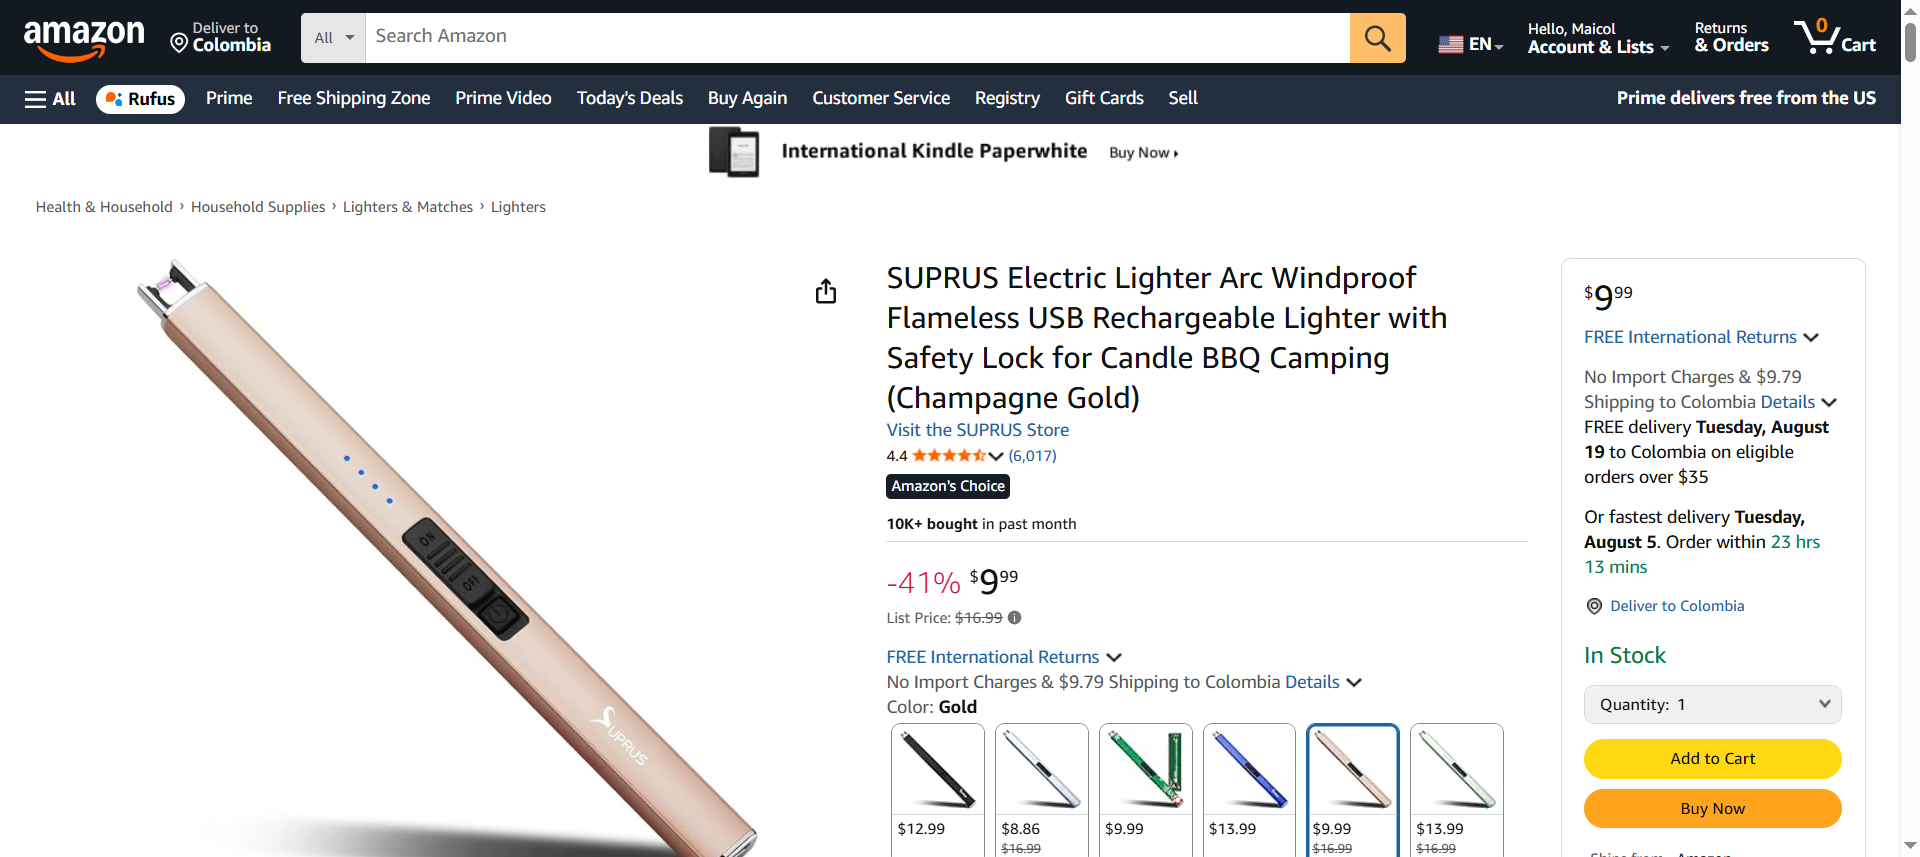 amazon
Deliver to
Colombia
All
Search Amazon
EN
Hello, Maicol
Account & Lists
Returns
& Orders
0
Cart
All
Rufus
Prime
Free Shipping Zone
Prime Video
Today's Deals
Buy Again
Customer Service
Registry
Gift Cards
Sell
Prime delivers free from the US
International Kindle Paperwhite
Buy Now
Health & Household › Household Supplies › Lighters & Matches › Lighters
ON
OFF
SUPRUS
SUPRUS Electric Lighter Arc Windproof
Flameless USB Rechargeable Lighter with
Safety Lock for Candle BBQ Camping
(Champagne Gold)
Visit the SUPRUS Store
4.4 (6,017)
Amazon's Choice
10K+ bought in past month
-41% $9 99
List Price: $16.99
FREE International Returns
No Import Charges & $9.79 Shipping to Colombia Details
Color: Gold
$12.99
$8.86
$16.99
$9.99
$13.99
$9.99
$16.99
$13.99
$16.99
$9 99
FREE International Returns
No Import Charges & $9.79
Shipping to Colombia Details
FREE delivery Tuesday, August
19 to Colombia on eligible
orders over $35
Or fastest delivery Tuesday,
August 5. Order within 23 hrs
13 mins
Deliver to Colombia
In Stock
Quantity: 1
Add to Cart
Buy Now
Ships from Amazon